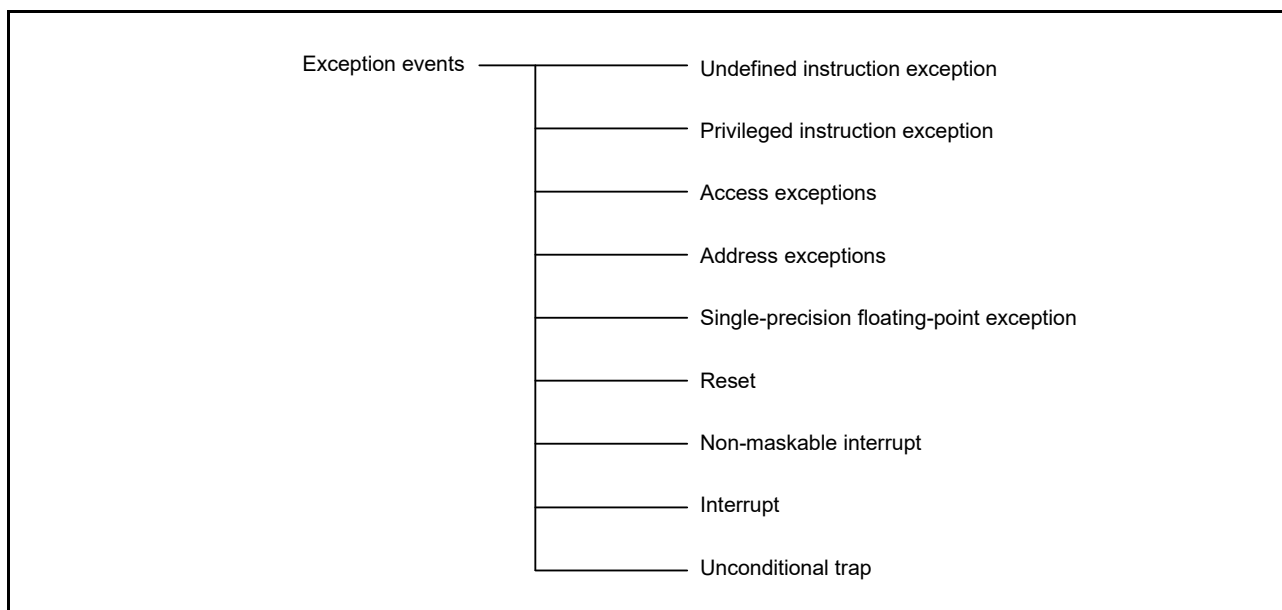 Exception events
Undefined instruction exception
Privileged instruction exception
Access exceptions
Address exceptions
Single-precision floating-point exception
Reset
Non-maskable interrupt
Interrupt
Unconditional trap